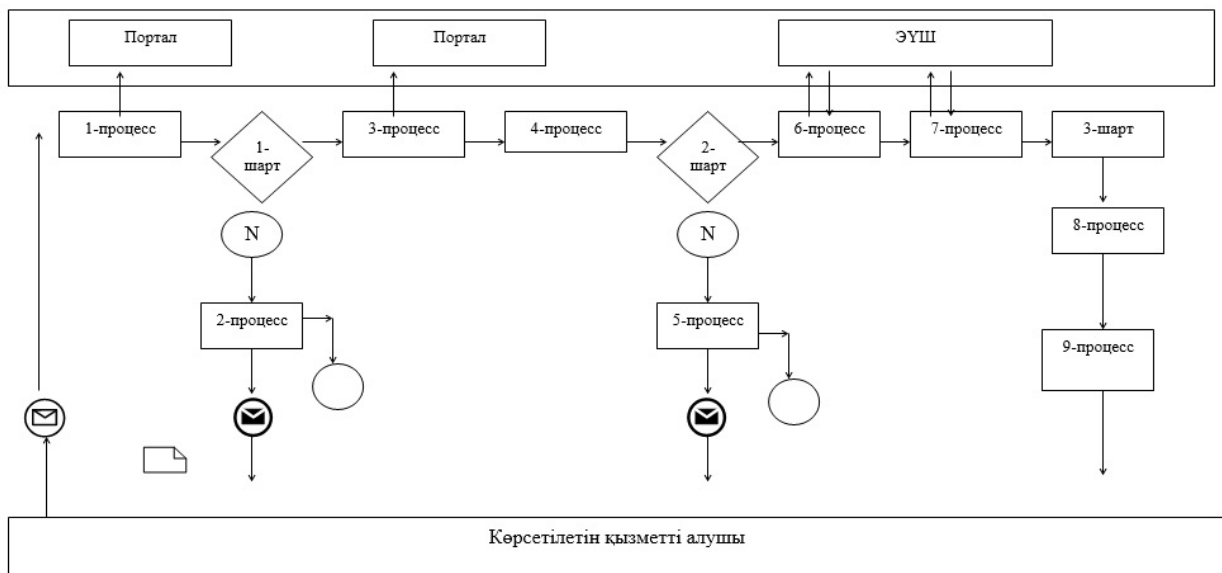 Портал
Портал
ЭҮШ
1-процесс
1-
шарт
3-процесс
4-процесс
2-
шарт
6-процесс
7-процесс
3-шарт
N
N
8-процесс
2-процесс
5-процесс
9-процесс
Көрсетілетін қызметті алушы